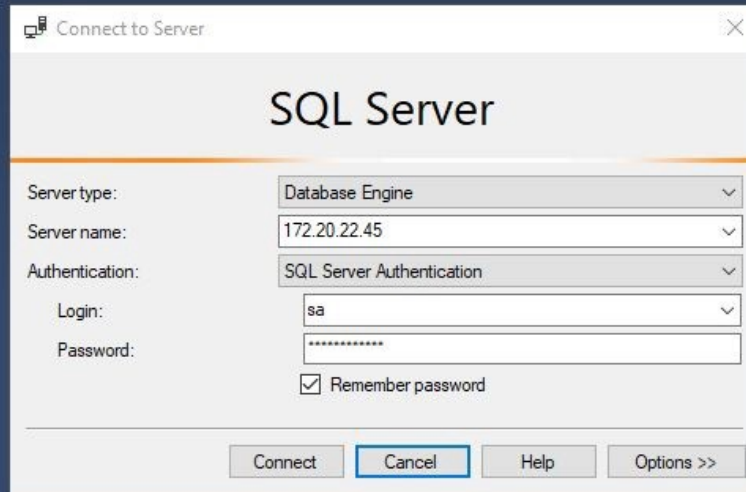 Connect to Server
SQL Server
Server type: Database Engine
Server name: 172.20.22.45
Authentication: SQL Server Authentication
Login: sa
Password: ************
Remember password
Connect Cancel Help Options >>